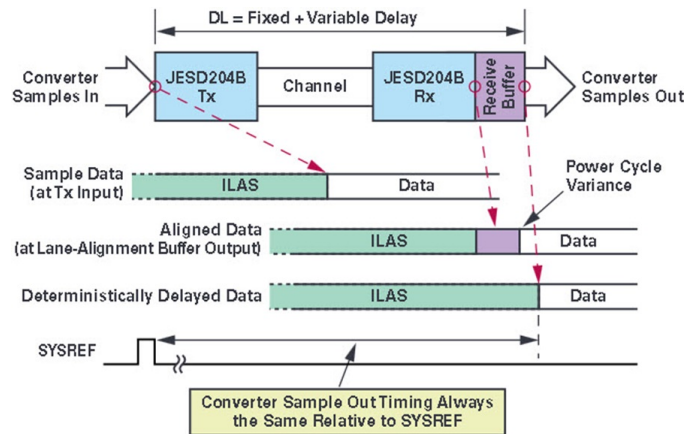 DL = Fixed + Variable Delay
Converter
Samples In
JESD204B
Tx
Channel
JESD204B
Rx
Receive
Buffer
Converter
Samples Out
Sample Data
(at Tx Input)
ILAS
Data
Power Cycle
Variance
Aligned Data
(at Lane-Alignment Buffer Output)
ILAS
Data
Deterministically Delayed Data
ILAS
Data
SYSREF
Converter Sample Out Timing Always
the Same Relative to SYSREF